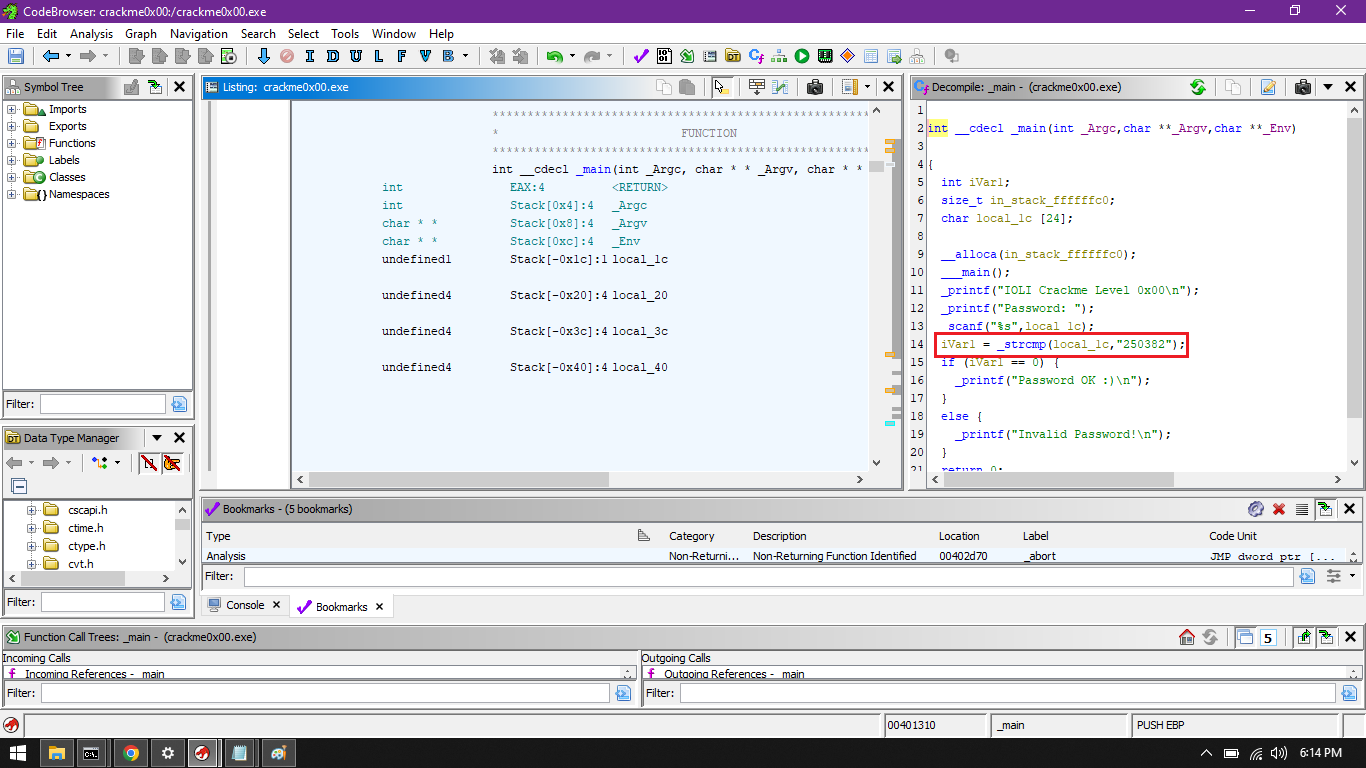 CodeBrowser: crackme0x00:/crackme0x00.exe
File Edit Analysis Graph Navigation Search Select Tools Window Help
I D U L F V B
Symbol Tree
Imports
Exports
Functions
Labels
Classes
Namespaces
Filter:
Data Type Manager
cscapi.h
ctime.h
ctype.h
cvt.h
Filter:
Listing: crackme0x00.exe
* FUNCTION
int __cdecl _main(int _Argc, char * * _Argv, char * *
int EAX:4 <RETURN>
int Stack[0x4]:4 _Argc
char * * Stack[0x8]:4 _Argv
char * * Stack[0xc]:4 _Env
undefined1 Stack[-0x1c]:1 local_1c
undefined4 Stack[-0x20]:4 local_20
undefined4 Stack[-0x3c]:4 local_3c
undefined4 Stack[-0x40]:4 local_40
Decompile: _main - (crackme0x00.exe)
1
2 int __cdecl _main(int _Argc,char **_Argv,char **_Env)
3
4 {
5 int iVar1;
6 size_t in_stack_ffffffc0;
7 char local_1c [24];
8
9 __alloca(in_stack_ffffffc0);
10 ___main();
11 _printf("IOLI Crackme Level 0x00\n");
12 _printf("Password: ");
13 _scanf("%s",local_1c);
14 iVar1 = _strcmp(local_1c,"250382");
15 if (iVar1 == 0) {
16 _printf("Password OK :)\n");
17 }
18 else {
19 _printf("Invalid Password!\n");
20 }
21 return 0;
Bookmarks - (5 bookmarks)
Type Category Description Location Label Code Unit
Analysis Non-Returni... Non-Returning Function Identified 00402d70 _abort JMP dword ptr [...
Filter:
Console Bookmarks
Function Call Trees: _main - (crackme0x00.exe)
5
Incoming Calls
Incoming References - _main
Filter:
Outgoing Calls
Outgoing References - _main
Filter:
00401310 _main PUSH EBP
6:14 PM